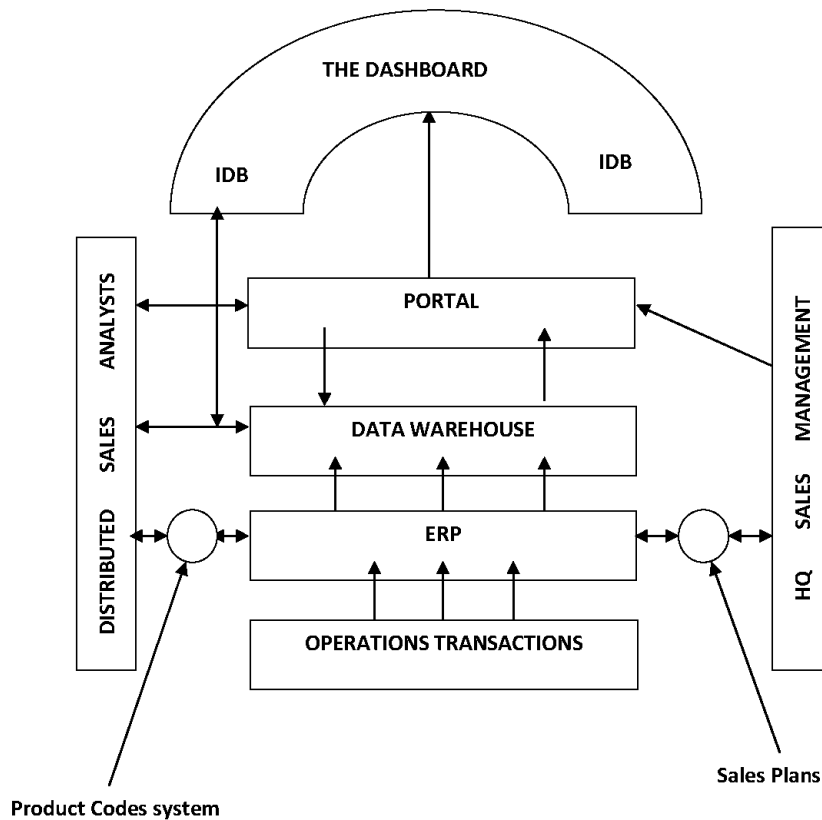 THE DASHBOARD
IDB
IDB
PORTAL
DATA WAREHOUSE
ERP
OPERATIONS TRANSACTIONS
DISTRIBUTED SALES ANALYSTS
HQ SALES MANAGEMENT
Product Codes system
Sales Plans